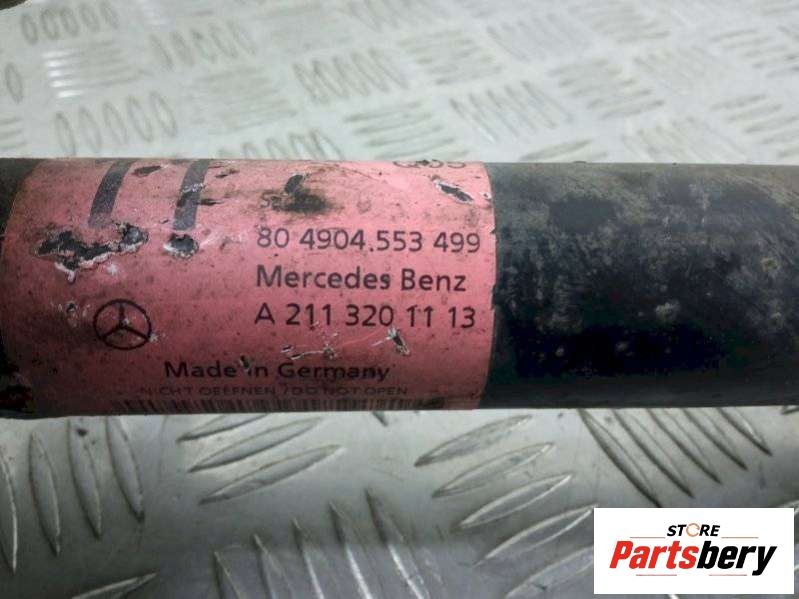 80 4904.553 499
Mercedes Benz
A 211 320 11 13
Made in Germany
NICHT OEFFNEN / DO NOT OPEN
STORE
Partsbery